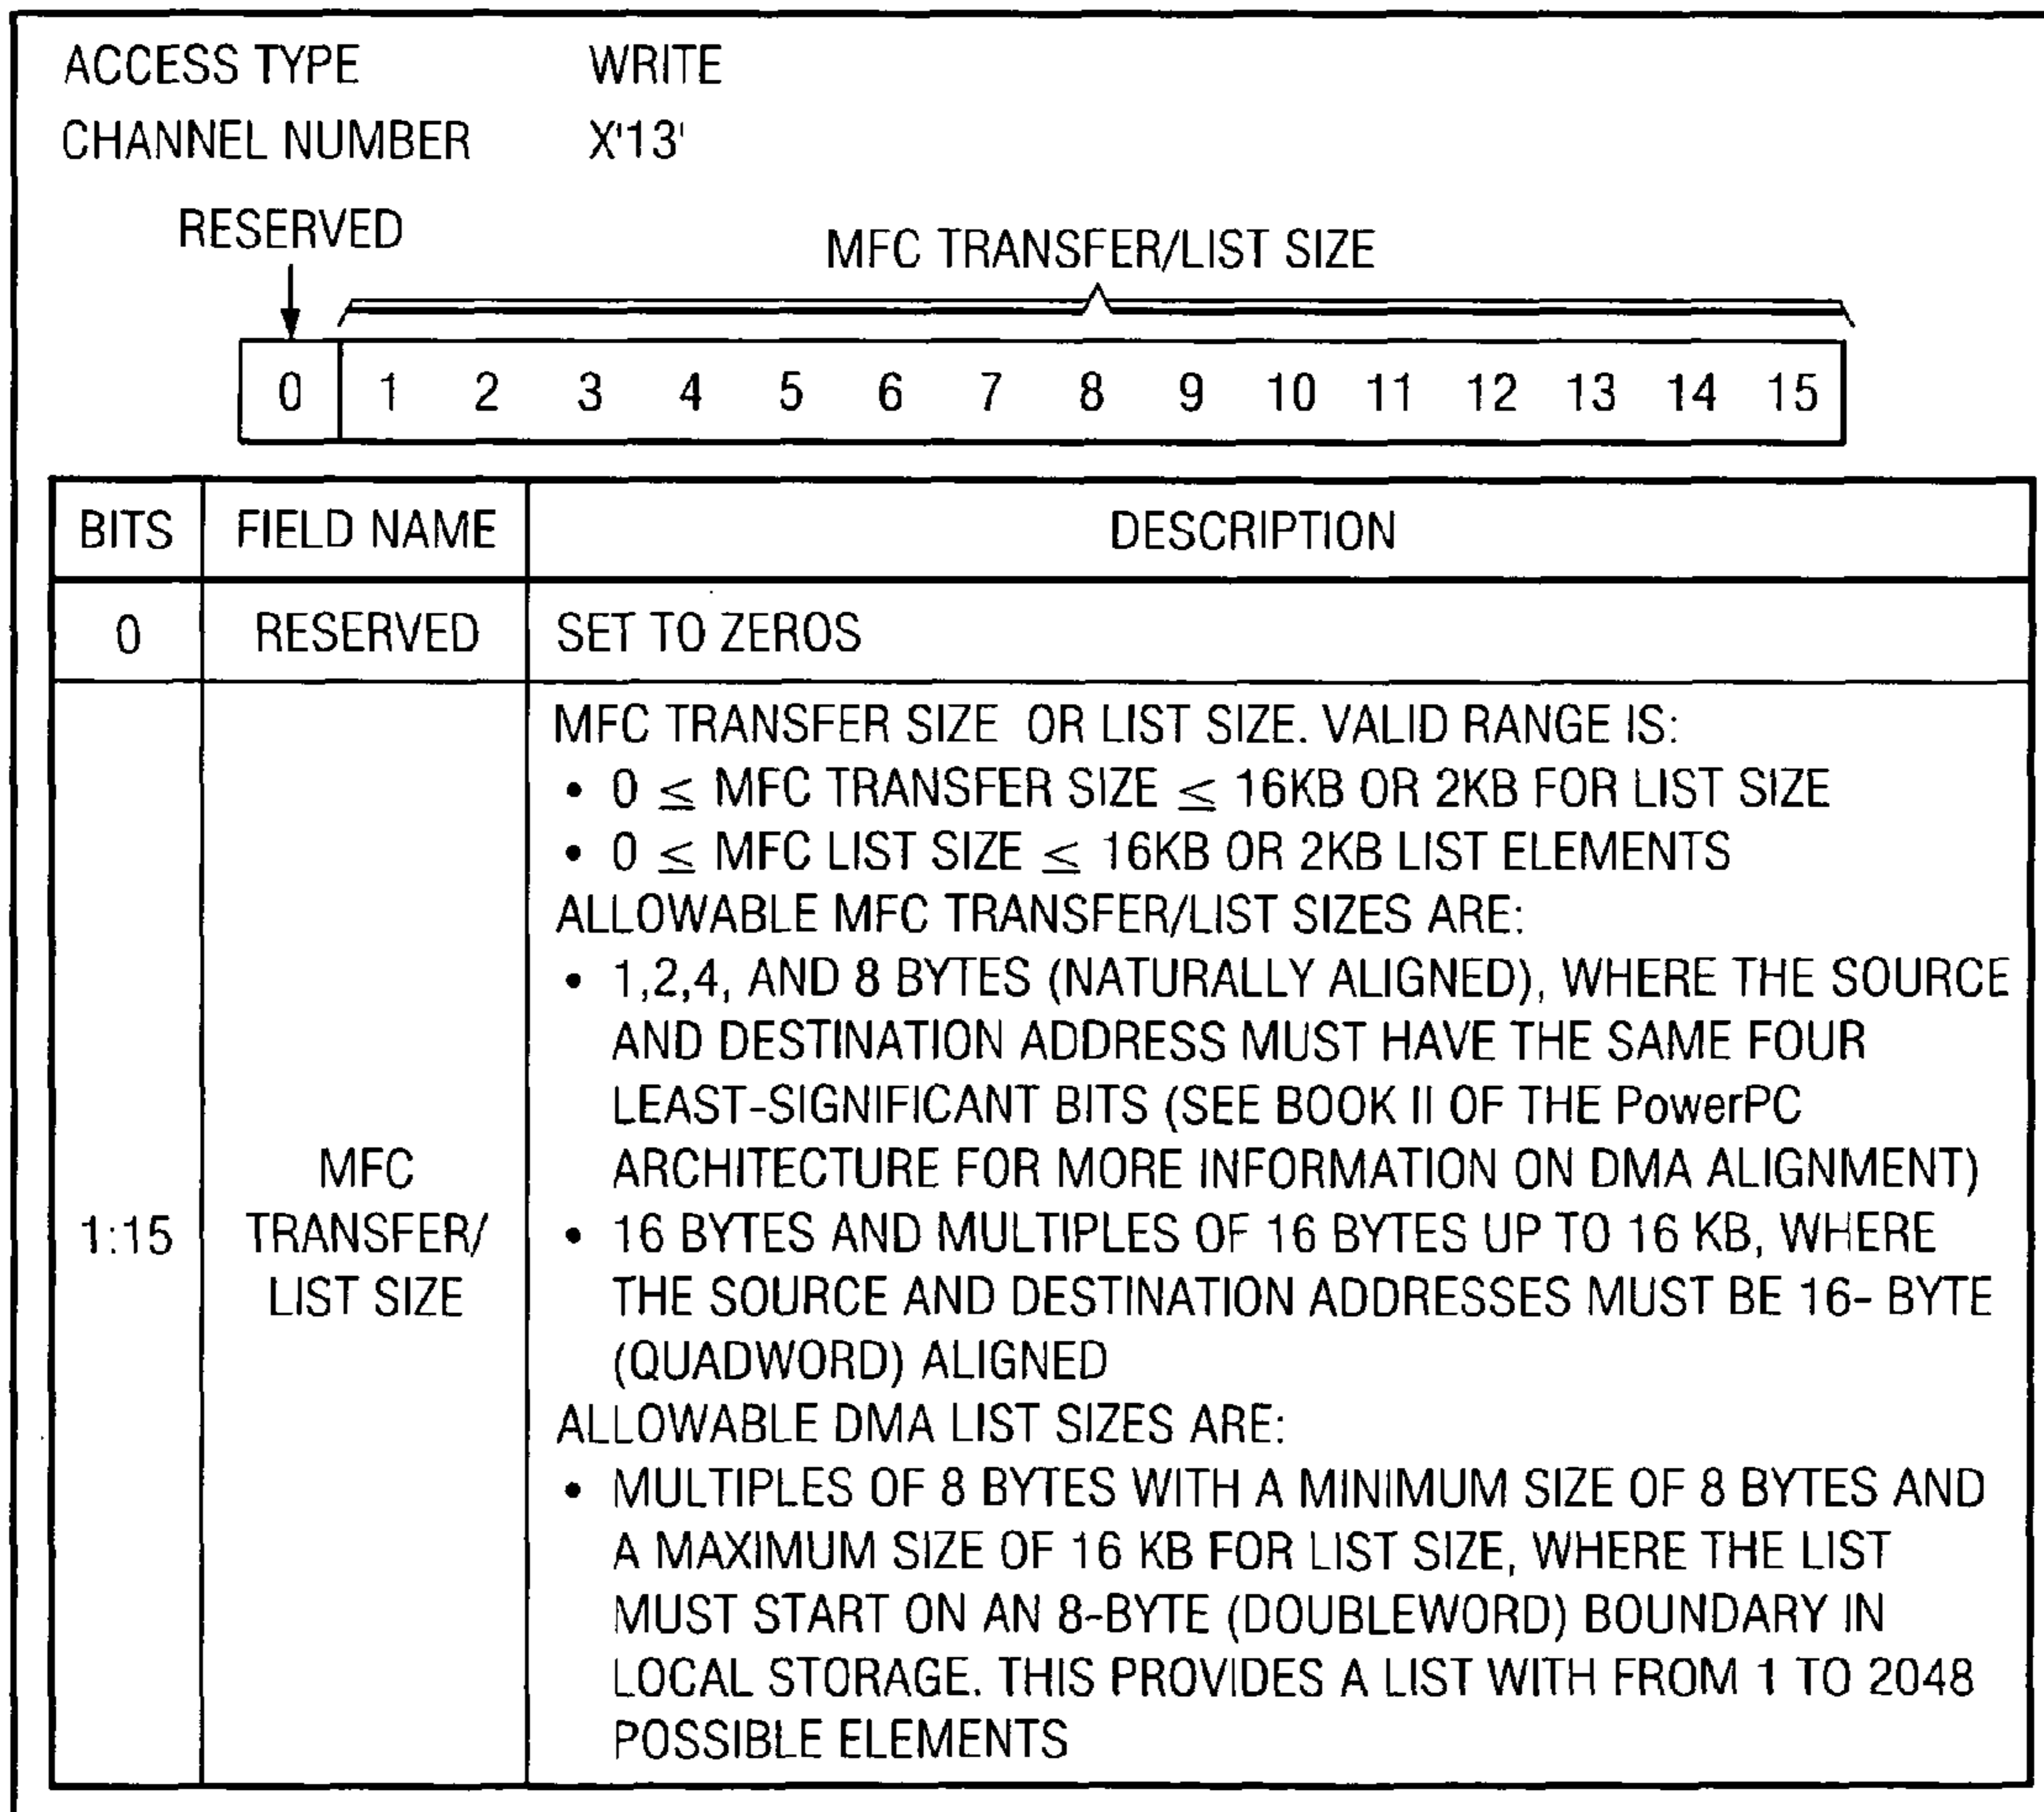 ACCESS TYPE WRITE
CHANNEL NUMBER X'13'
RESERVED
MFC TRANSFER/LIST SIZE
0 1 2 3 4 5 6 7 8 9 10 11 12 13 14 15
BITS FIELD NAME DESCRIPTION
0 RESERVED SET TO ZEROS
1:15
MFC
TRANSFER/
LIST SIZE
MFC TRANSFER SIZE OR LIST SIZE. VALID RANGE IS:
• 0 ≤ MFC TRANSFER SIZE ≤ 16KB OR 2KB FOR LIST SIZE
• 0 ≤ MFC LIST SIZE ≤ 16KB OR 2KB LIST ELEMENTS
ALLOWABLE MFC TRANSFER/LIST SIZES ARE:
• 1,2,4, AND 8 BYTES (NATURALLY ALIGNED), WHERE THE SOURCE
AND DESTINATION ADDRESS MUST HAVE THE SAME FOUR
LEAST-SIGNIFICANT BITS (SEE BOOK II OF THE PowerPC
ARCHITECTURE FOR MORE INFORMATION ON DMA ALIGNMENT)
• 16 BYTES AND MULTIPLES OF 16 BYTES UP TO 16 KB, WHERE
THE SOURCE AND DESTINATION ADDRESSES MUST BE 16- BYTE
(QUADWORD) ALIGNED
ALLOWABLE DMA LIST SIZES ARE:
• MULTIPLES OF 8 BYTES WITH A MINIMUM SIZE OF 8 BYTES AND
A MAXIMUM SIZE OF 16 KB FOR LIST SIZE, WHERE THE LIST
MUST START ON AN 8-BYTE (DOUBLEWORD) BOUNDARY IN
LOCAL STORAGE. THIS PROVIDES A LIST WITH FROM 1 TO 2048
POSSIBLE ELEMENTS